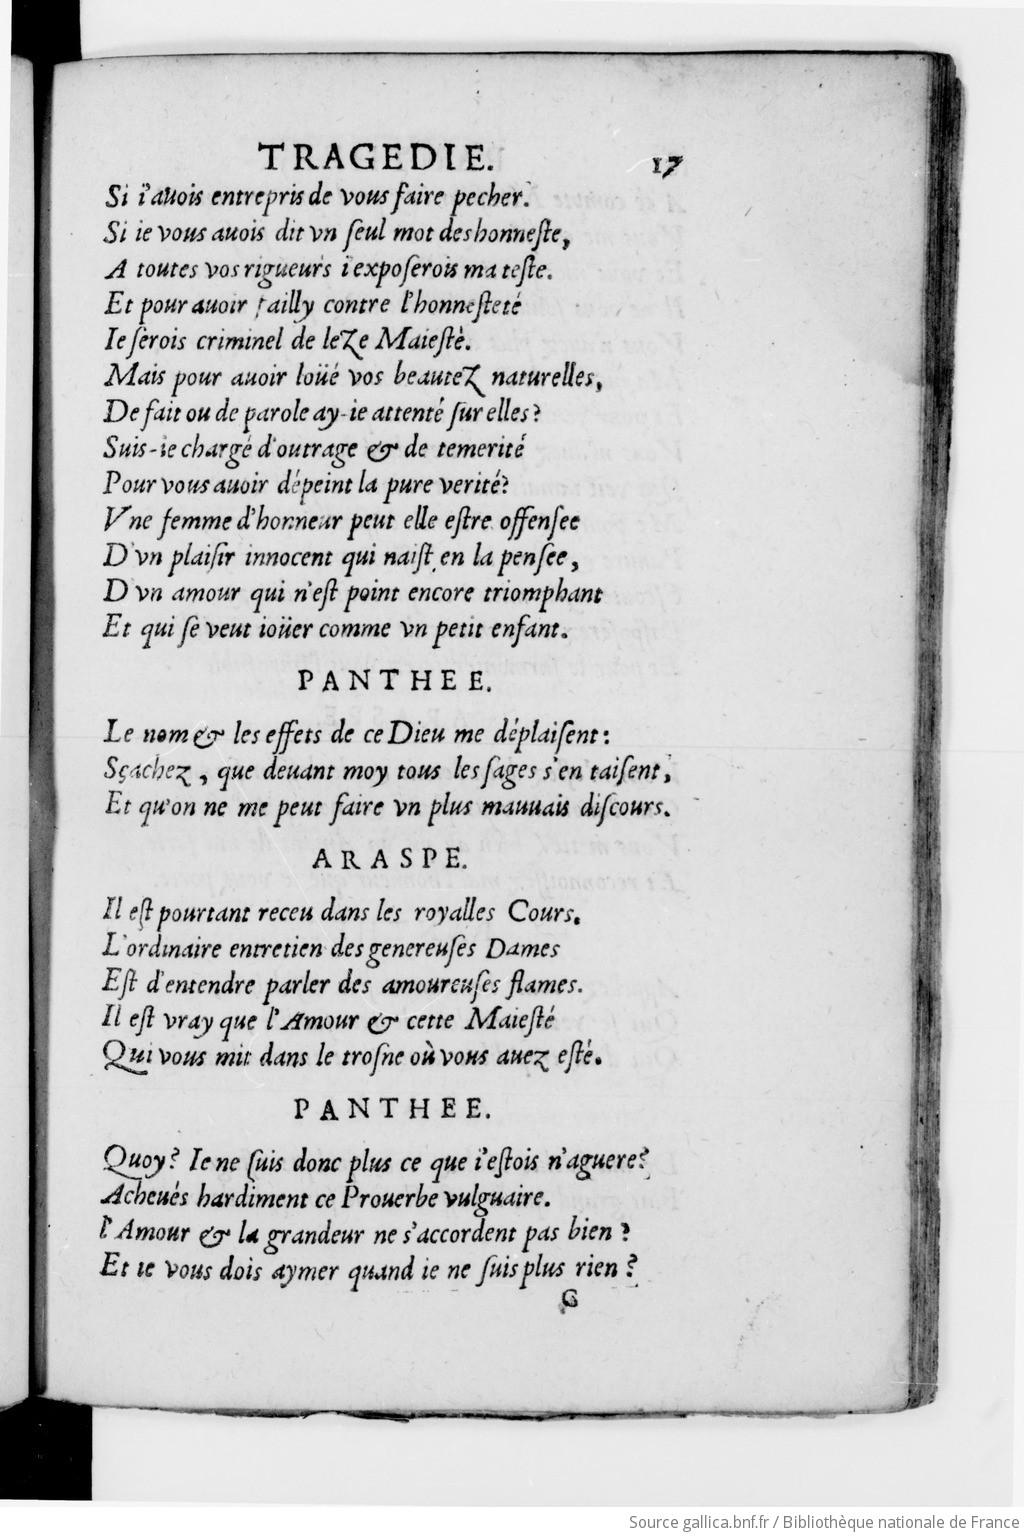 TRAGEDIE. 17
Si i'auois entrepris de vous faire pecher.
Si ie vous auois dit vn ſeul mot deshonneſte,
A toutes vos rigueurs i'expoſerois ma teſte.
Et pour auoir failly contre l'honneſteté
Ie ſerois criminel de leze Maieſté.
Mais pour auoir loüé vos beautez naturelles,
De fait ou de parole ay-ie attenté ſur elles?
Suis-ie chargé d'outrage & de temerité
Pour vous auoir dépeint la pure verité?
Vne femme d'honneur peut elle eſtre offenſee
D'vn plaiſir innocent qui naiſt en la penſee,
D'vn amour qui n'eſt point encore triomphant
Et qui ſe veut ioüer comme vn petit enfant.
PANTHEE.
Le nom & les effets de ce Dieu me déplaiſent:
Sçachez, que deuant moy tous les ſages s'en taiſent,
Et qu'on ne me peut faire vn plus mauuais diſcours.
ARASPE.
Il eſt pourtant receu dans les royalles Cours.
L'ordinaire entretien des genereuſes Dames
Eſt d'entendre parler des amoureuſes flames.
Il eſt vray que l'Amour & cette Maieſté
Qui vous mit dans le troſne où vous auez eſté.
PANTHEE.
Quoy? Ie ne ſuis donc plus ce que i'eſtois n'aguere?
Acheués hardiment ce Prouerbe vulguaire.
l'Amour & la grandeur ne s'accordent pas bien?
Et ie vous dois aymer quand ie ne ſuis plus rien?
G
Source gallica.bnf.fr / Bibliothèque nationale de France